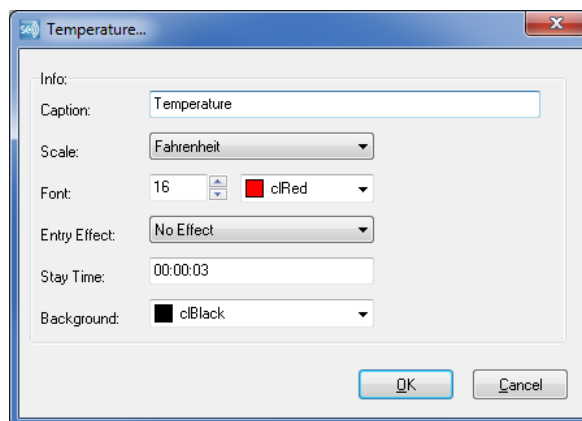 Temperature...
Info:
Caption: Temperature
Scale: Fahrenheit
Font: 16 clRed
Entry Effect: No Effect
Stay Time: 00:00:03
Background: clBlack
OK Cancel